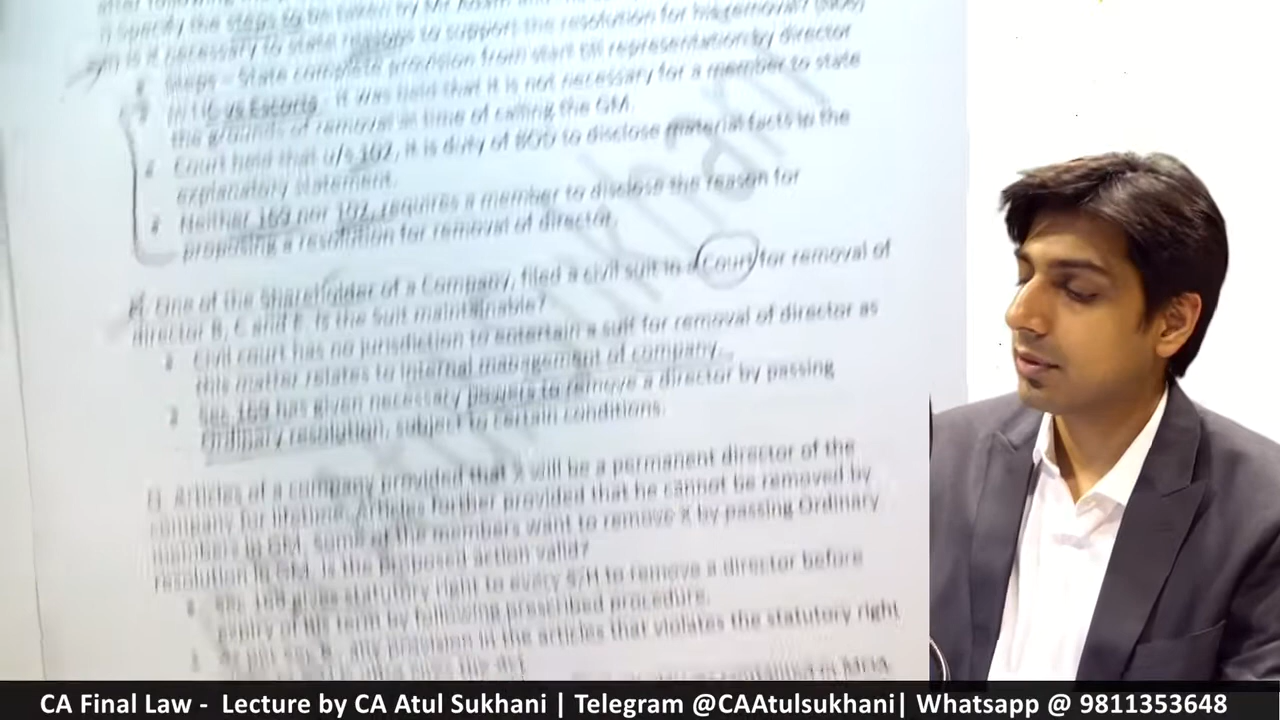 i) Specify the steps to be taken by Mr
is it necessary to state reasons to support the resolution for his removal?
Steps - State complete provision from start till representation by director
In LIC vs Escorts, it was held that it is not necessary for a member to state
the grounds of removal at time of calling the GM.
Court held that u/s 102, it is duty of BOD to disclose material facts in the
explanatory statement.
Neither 169 nor 102, requires a member to disclose the reason for
proposing a resolution for removal of director.
One of the Shareholder of a Company, filed a civil suit in a Court for removal of
director B, C and E. Is the Suit maintainable?
Civil court has no jurisdiction to entertain a suit for removal of director as
this matter relates to internal management of company.
Sec 169 has given necessary powers to remove a director by passing
Ordinary resolution, subject to certain conditions.
Articles of a company provided that X will be a permanent director of the
company for lifetime. Articles further provided that he cannot be removed by
members in GM. Some of the members want to remove X by passing Ordinary
resolution in GM. Is the proposed action valid?
Sec 169 gives statutory right to every S/H to remove a director before
expiry of his term by following prescribed procedure.
As per Sec 6, any provision in the articles that violates the statutory right
CA Final Law - Lecture by CA Atul Sukhani | Telegram @CAAtulsukhani| Whatsapp @ 9811353648